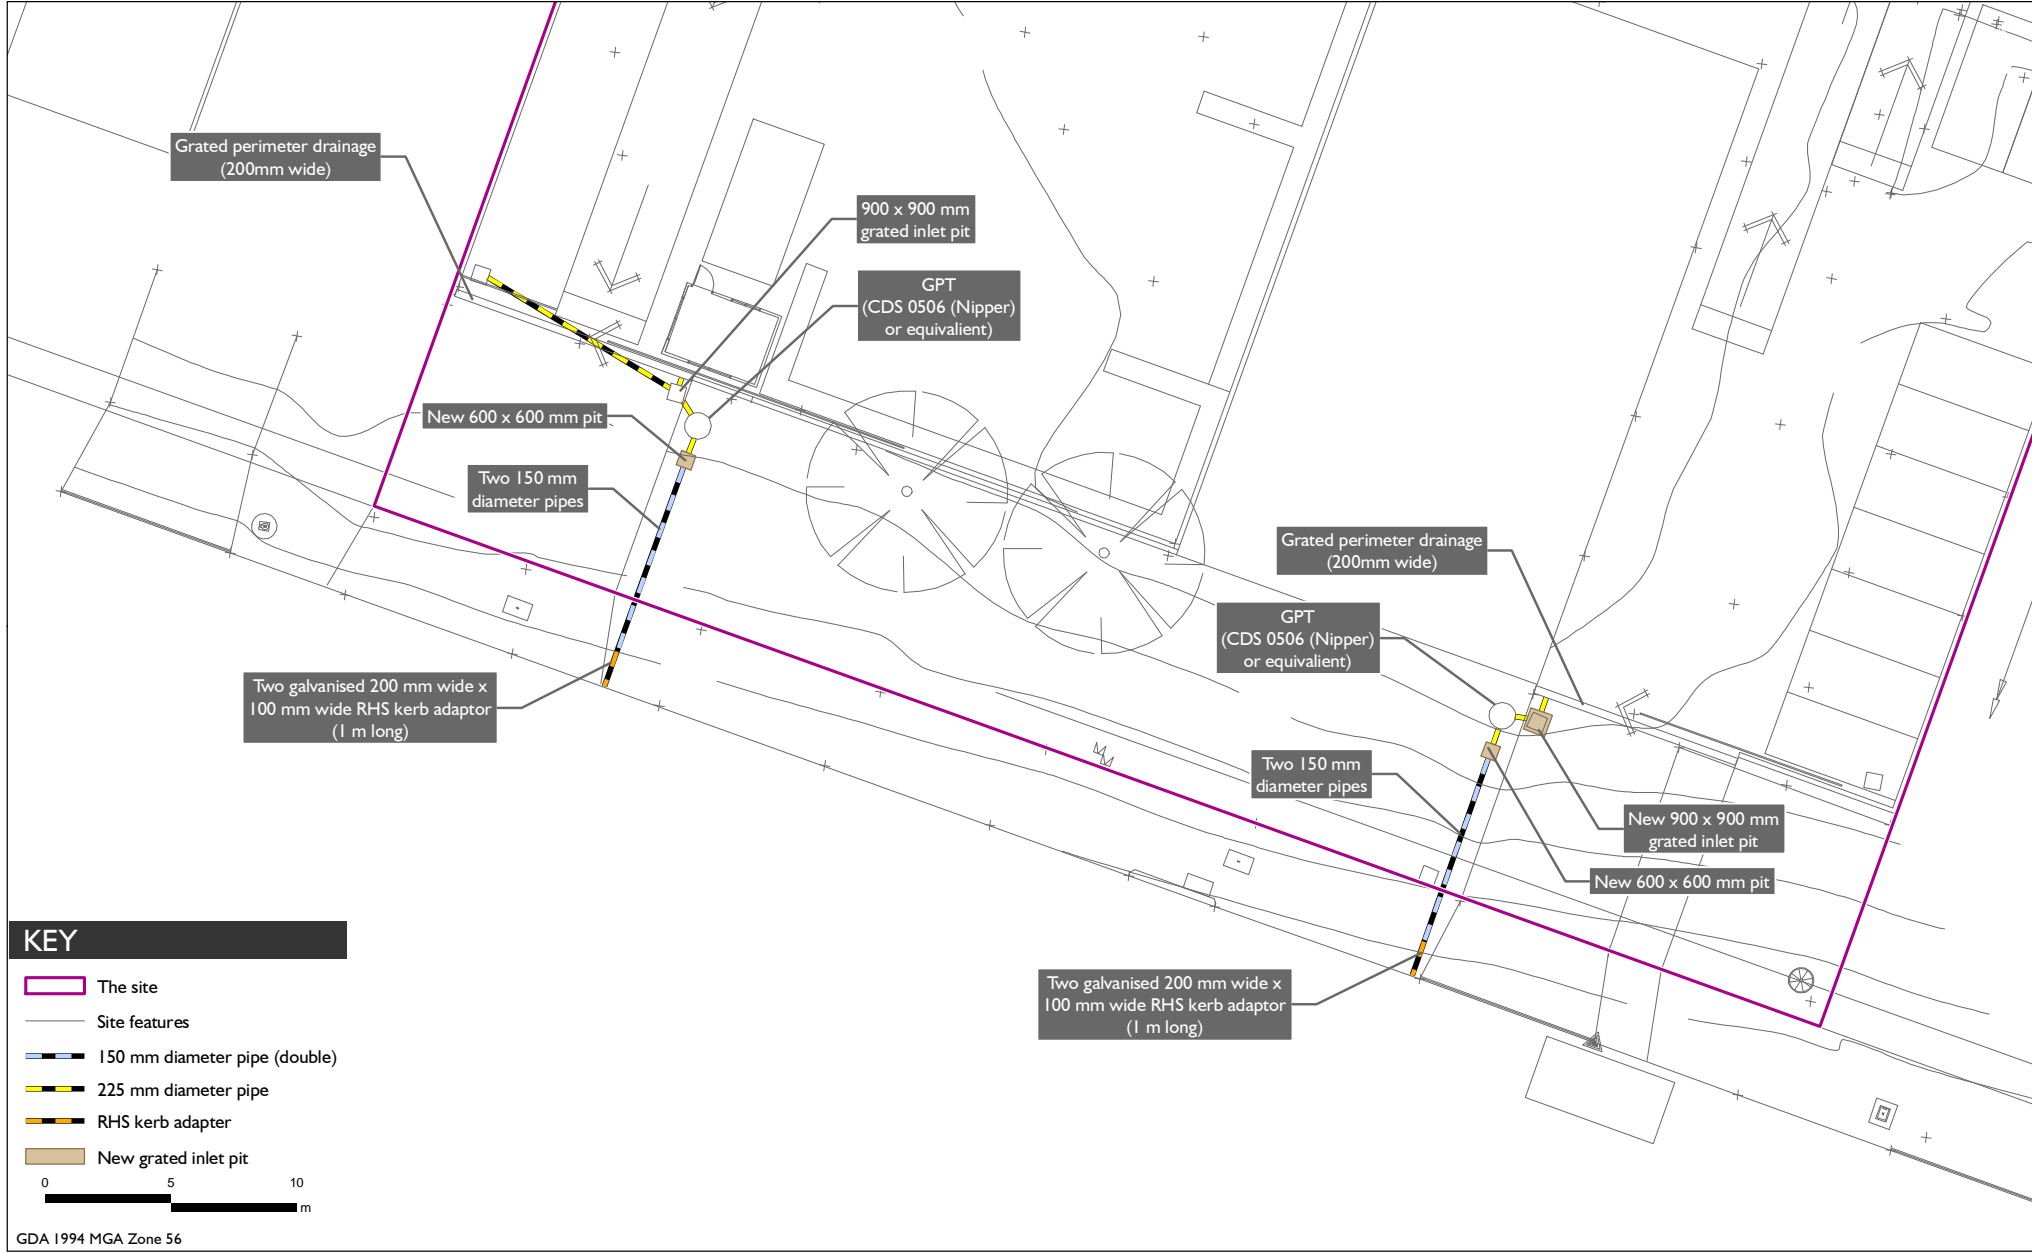 Grated perimeter drainage
(200mm wide)
900 x 900 mm
grated inlet pit
GPT
(CDS 0506 (Nipper)
or equivalient)
New 600 x 600 mm pit
Two 150 mm
diameter pipes
Grated perimeter drainage
(200mm wide)
GPT
(CDS 0506 (Nipper)
or equivalient)
Two galvanised 200 mm wide x
100 mm wide RHS kerb adaptor
(1 m long)
Two 150 mm
diameter pipes
New 900 x 900 mm
grated inlet pit
New 600 x 600 mm pit
Two galvanised 200 mm wide x
100 mm wide RHS kerb adaptor
(1 m long)
KEY
The site
Site features
150 mm diameter pipe (double)
225 mm diameter pipe
RHS kerb adapter
New grated inlet pit
0 5 10
m
GDA 1994 MGA Zone 56